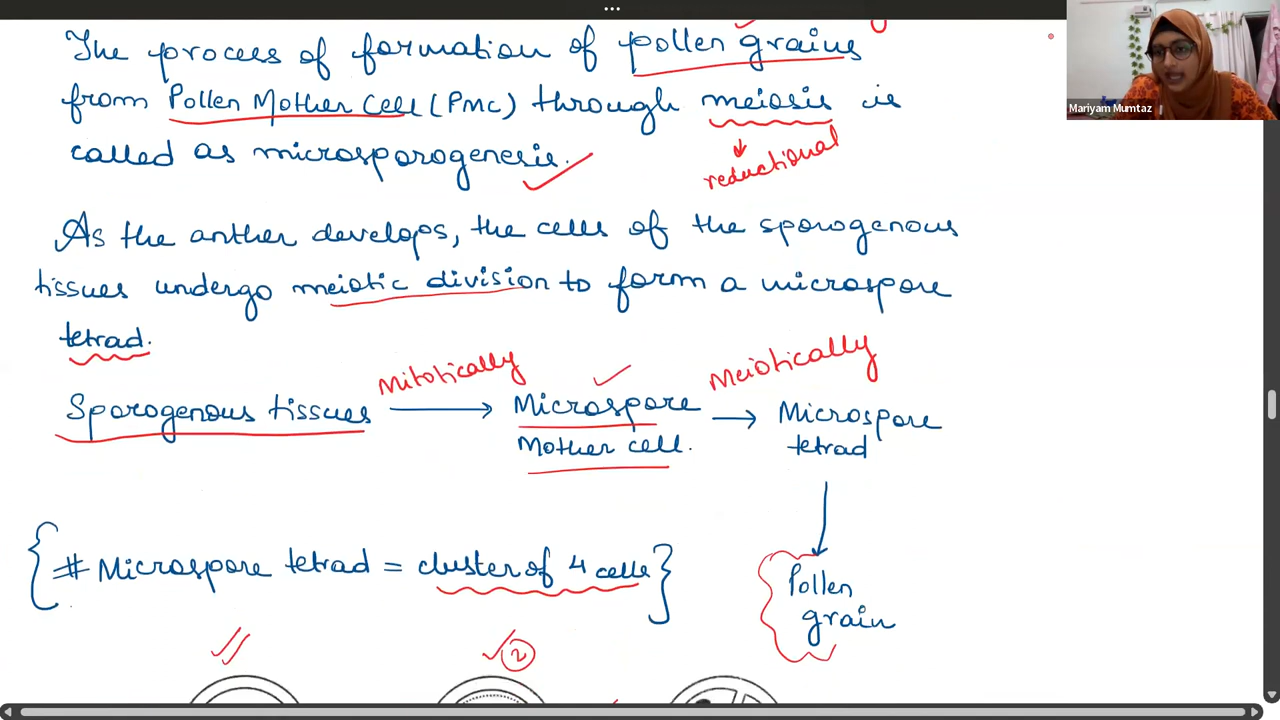 The process of formation of pollen grains
Mariyam Mumtaz
from Pollen Mother Cell (PMC) through meiosis is
called as microsporogenesis.
reductional
As the anther develops, the cells of the sporogenous
tissues undergo meiotic division to form a microspore
tetrad.
Mitotically
Meiotically
Sporogenous tissues → Microspore → Microspore
Mother cell. tetrad
{ # Microspore tetrad = cluster of 4 cells }
Pollen
grain
2